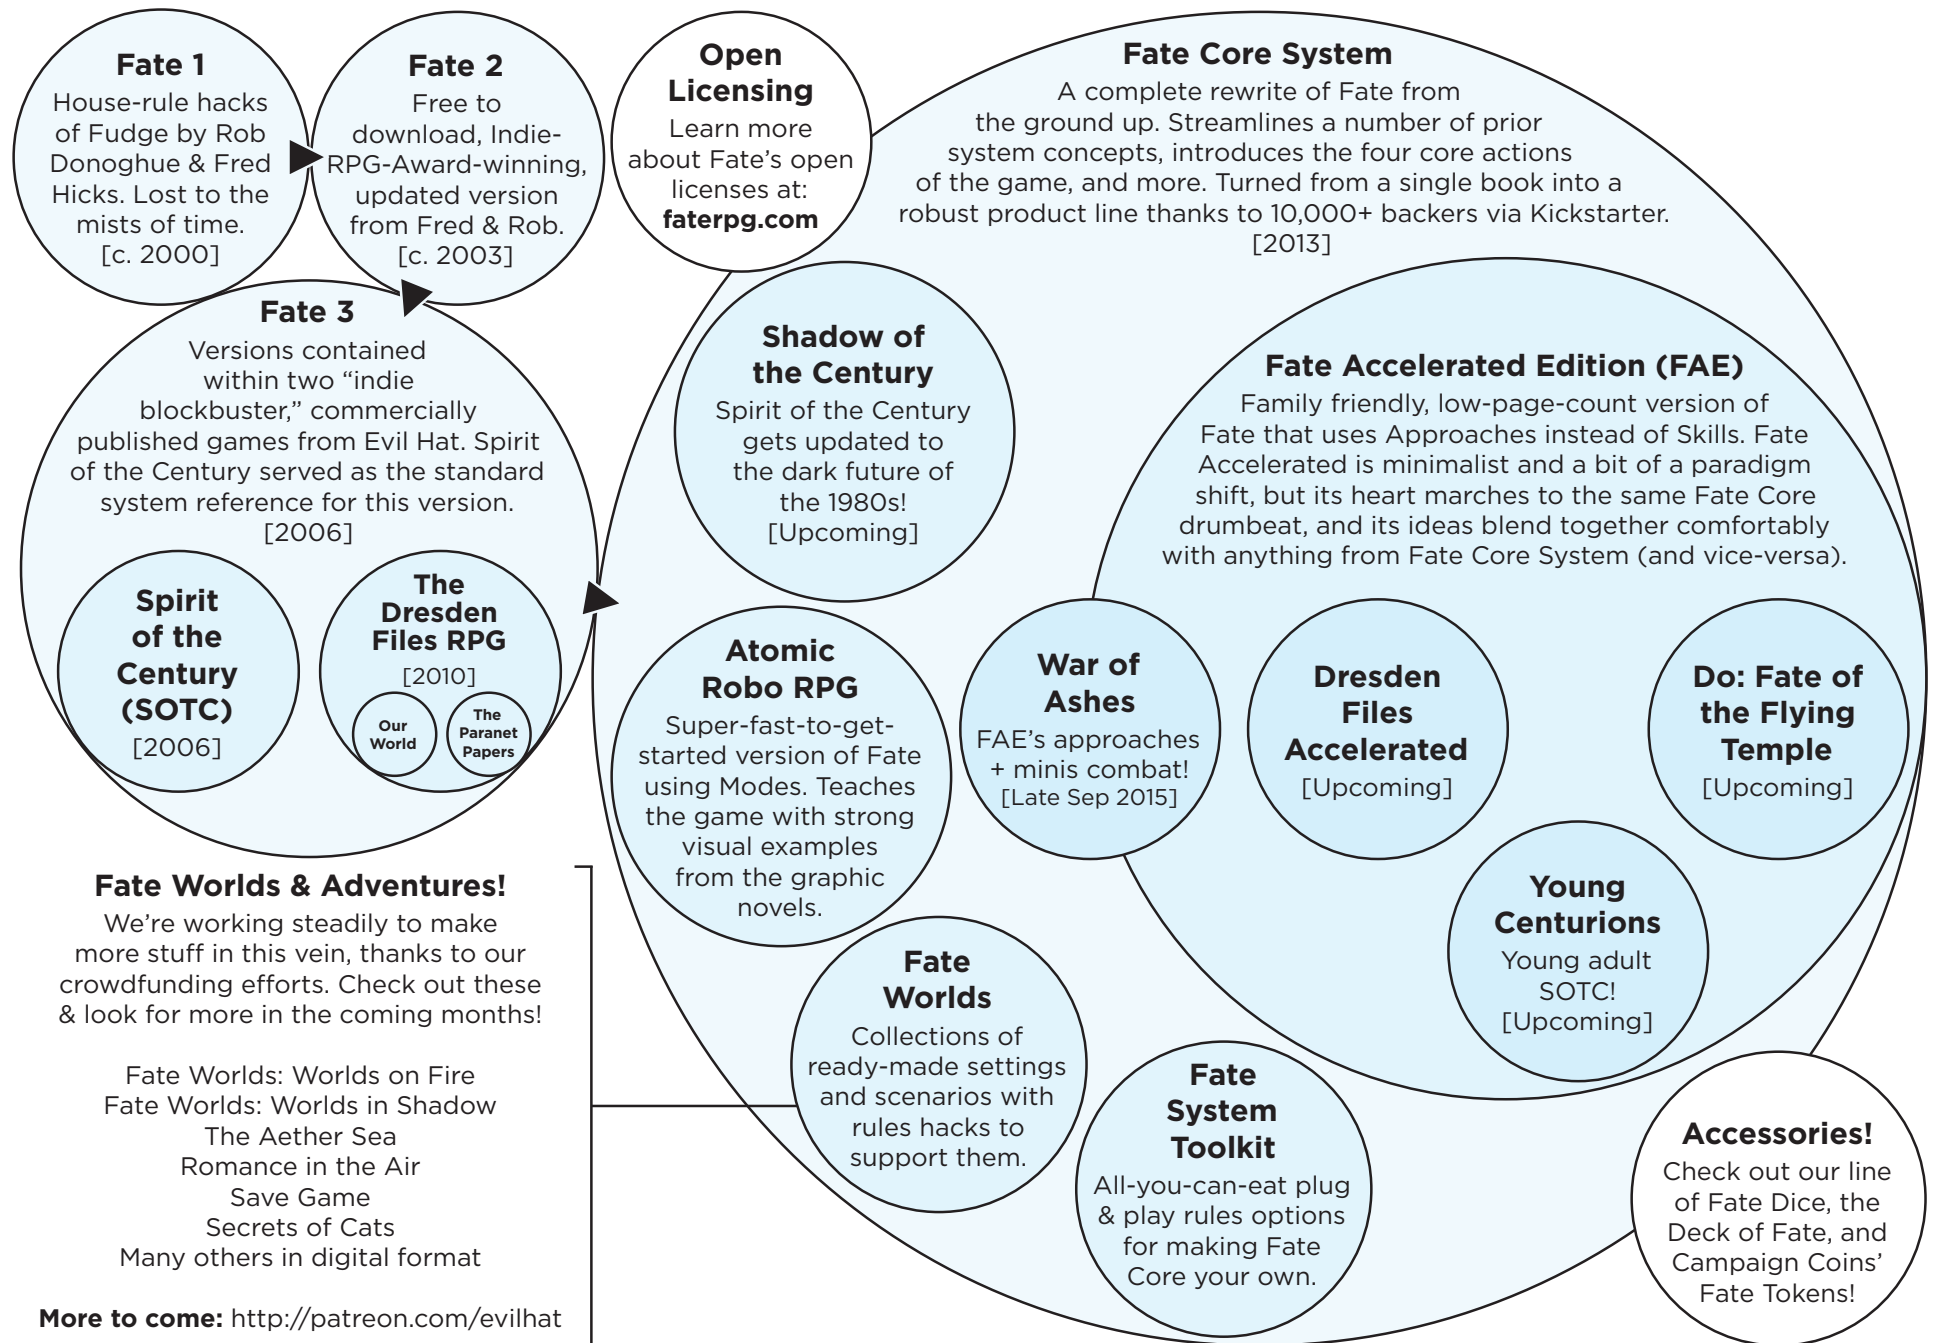 Fate 1
House-rule hacks
of Fudge by Rob
Donoghue & Fred
Hicks. Lost to the
mists of time.
[c. 2000]
Fate 2
Free to
download, Indie-
RPG-Award-winning,
updated version
from Fred & Rob.
[c. 2003]
Open
Licensing
Learn more
about Fate’s open
licenses at:
faterpg.com
Fate Core System
A complete rewrite of Fate from
the ground up. Streamlines a number of prior
system concepts, introduces the four core actions
of the game, and more. Turned from a single book into a
robust product line thanks to 10,000+ backers via Kickstarter.
[2013]
Fate 3
Versions contained
within two “indie
blockbuster,” commercially
published games from Evil Hat. Spirit
of the Century served as the standard
system reference for this version.
[2006]
Spirit
of the
Century
(SOTC)
[2006]
The
Dresden
Files RPG
[2010]
Our
World
The
Paranet
Papers
Shadow of
the Century
Spirit of the Century
gets updated to
the dark future of
the 1980s!
[Upcoming]
Fate Accelerated Edition (FAE)
Family friendly, low-page-count version of
Fate that uses Approaches instead of Skills. Fate
Accelerated is minimalist and a bit of a paradigm
shift, but its heart marches to the same Fate Core
drumbeat, and its ideas blend together comfortably
with anything from Fate Core System (and vice-versa).
Atomic
Robo RPG
Super-fast-to-get-
started version of Fate
using Modes. Teaches
the game with strong
visual examples
from the graphic
novels.
War of
Ashes
FAE’s approaches
+ minis combat!
[Late Sep 2015]
Dresden
Files
Accelerated
[Upcoming]
Do: Fate of
the Flying
Temple
[Upcoming]
Young
Centurions
Young adult
SOTC!
[Upcoming]
Fate Worlds & Adventures!
We’re working steadily to make
more stuff in this vein, thanks to our
crowdfunding efforts. Check out these
& look for more in the coming months!
Fate Worlds: Worlds on Fire
Fate Worlds: Worlds in Shadow
The Aether Sea
Romance in the Air
Save Game
Secrets of Cats
Many others in digital format
More to come: http://patreon.com/evilhat
Fate
Worlds
Collections of
ready-made settings
and scenarios with
rules hacks to
support them.
Fate
System
Toolkit
All-you-can-eat plug
& play rules options
for making Fate
Core your own.
Accessories!
Check out our line
of Fate Dice, the
Deck of Fate, and
Campaign Coins’
Fate Tokens!